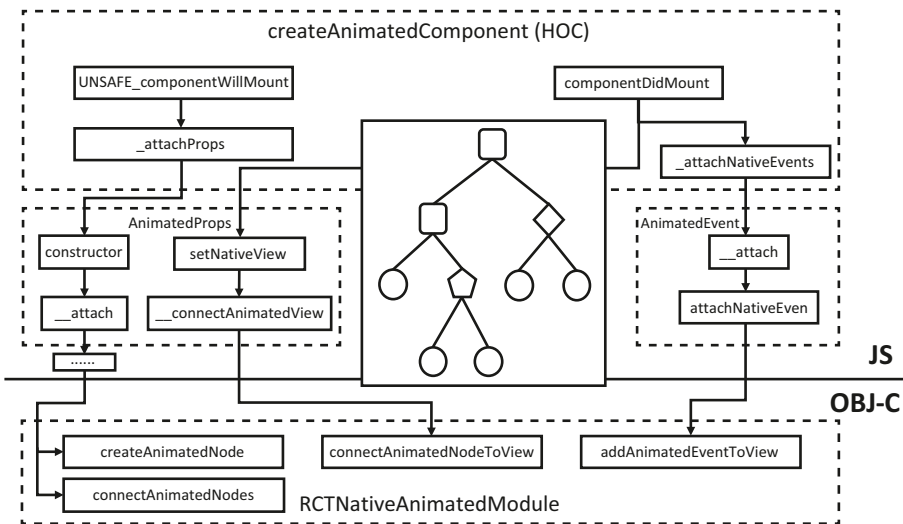 createAnimatedComponent (HOC)
UNSAFE_componentWillMount
componentDidMount
_attachProps
_attachNativeEvents
AnimatedProps
AnimatedEvent
constructor
setNativeView
__attach
__attach
__connectAnimatedView
attachNativeEven
......
JS
OBJ-C
createAnimatedNode
connectAnimatedNodeToView
addAnimatedEventToView
connectAnimatedNodes
RCTNativeAnimatedModule